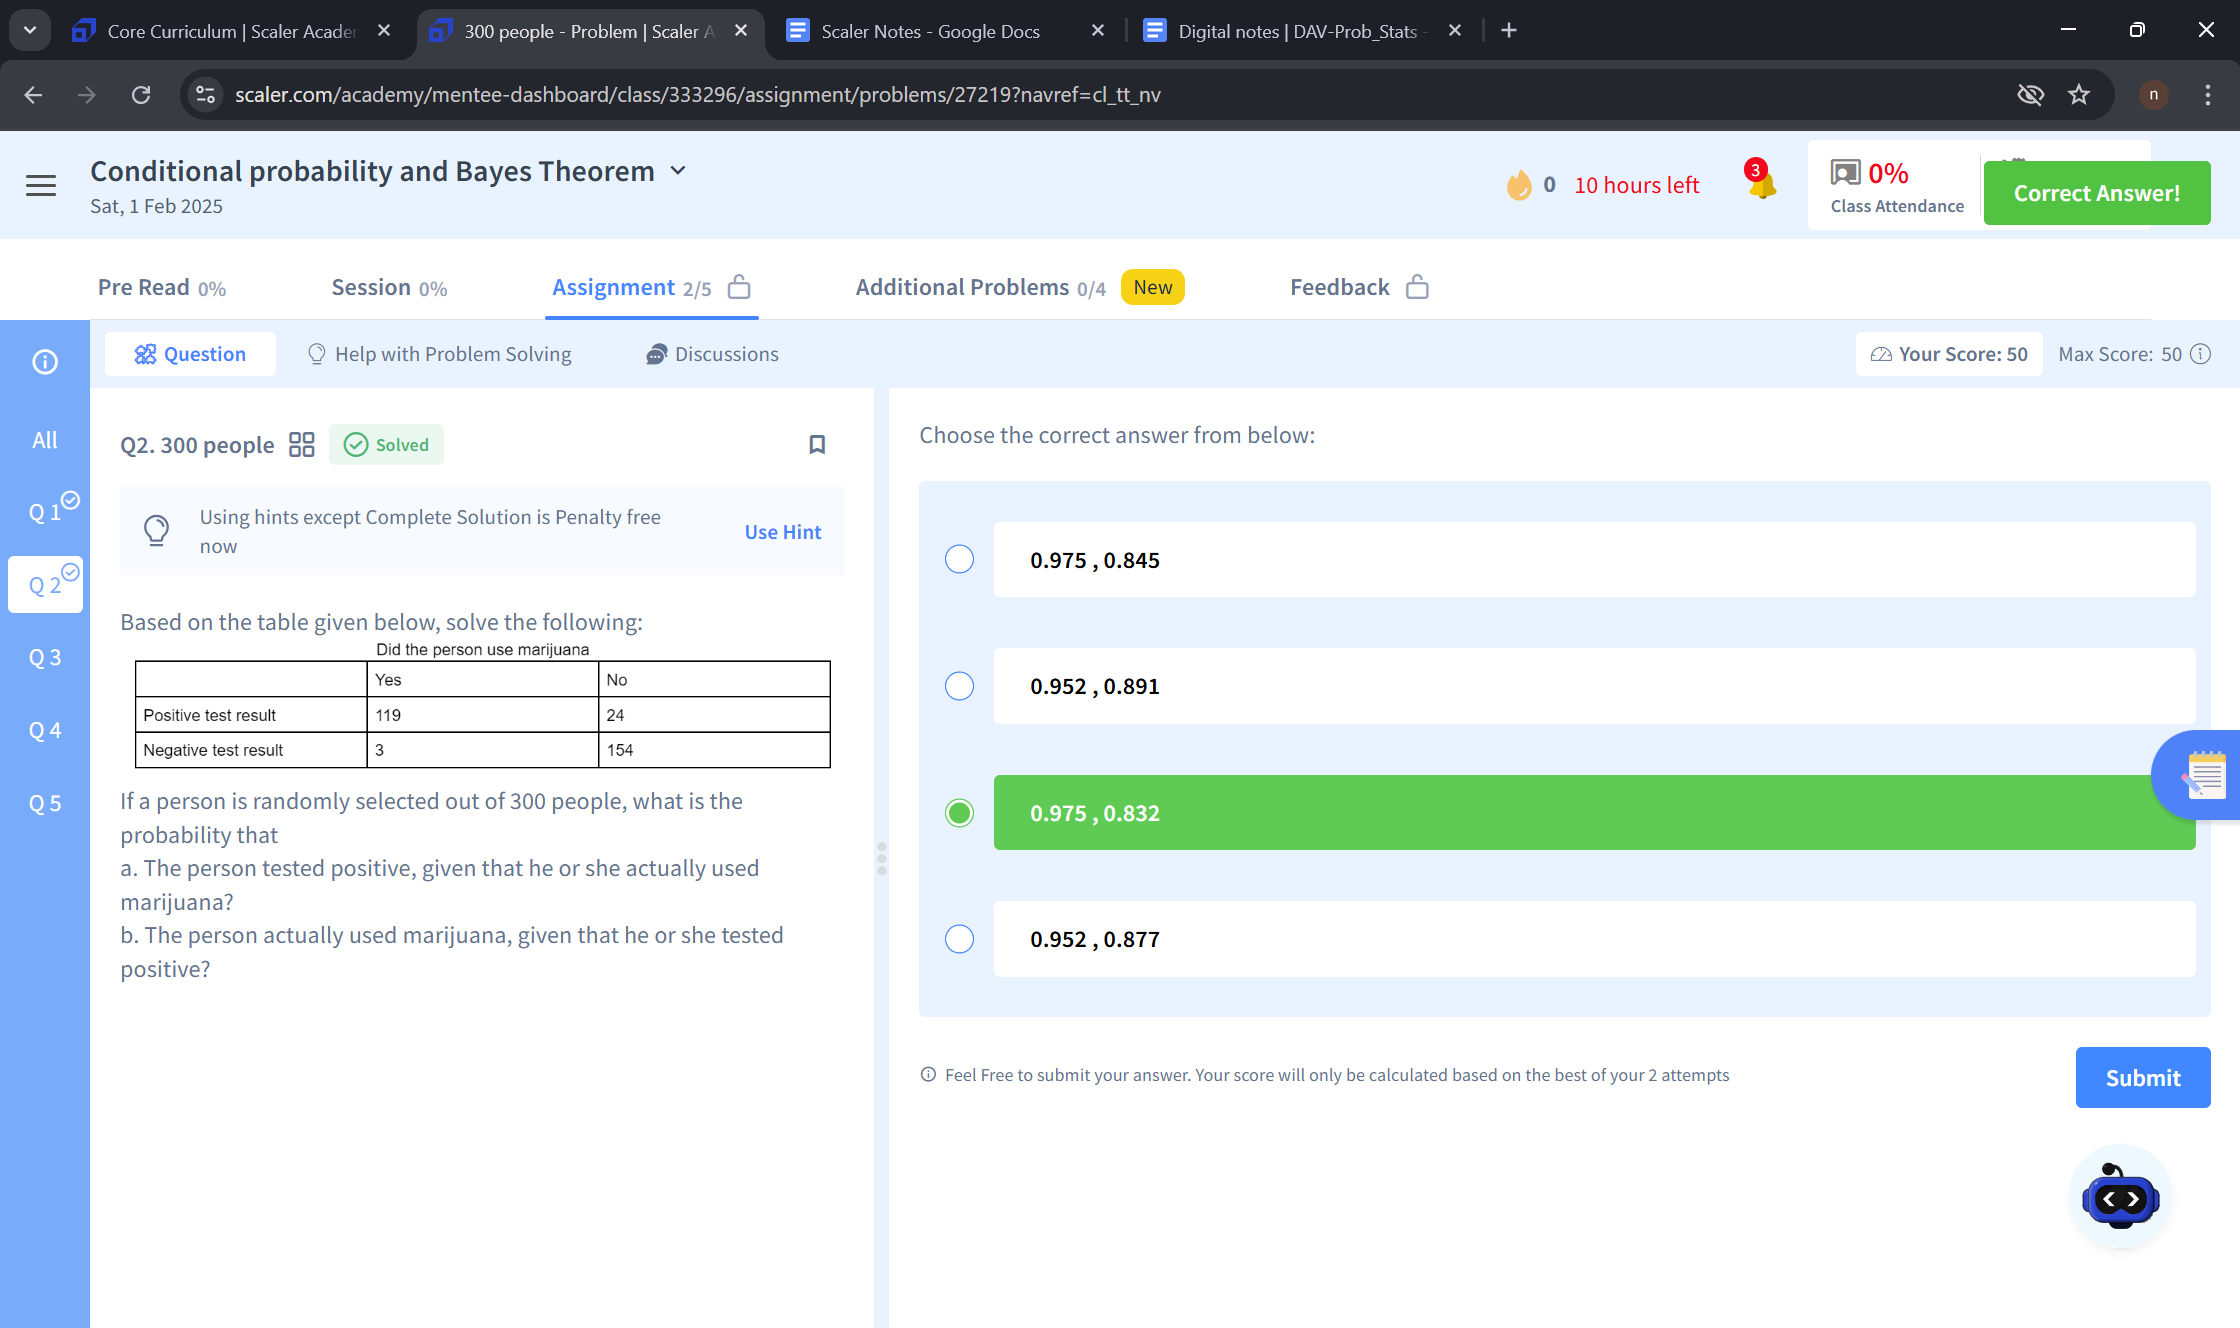 Core Curriculum | Scaler Acader
300 people - Problem | Scaler A
Scaler Notes - Google Docs
Digital notes | DAV-Prob_Stats -
scaler.com/academy/mentee-dashboard/class/333296/assignment/problems/27219?navref=cl_tt_nv
n
Conditional probability and Bayes Theorem
Sat, 1 Feb 2025
0
10 hours left
3
0%
Class Attendance
Correct Answer!
Pre Read 0%
Session 0%
Assignment 2/5
Additional Problems 0/4
New
Feedback
Question
Help with Problem Solving
Discussions
Your Score: 50
Max Score: 50
All
Q 1
Q 2
Q 3
Q 4
Q 5
Q2. 300 people
Solved
Using hints except Complete Solution is Penalty free
now
Use Hint
Based on the table given below, solve the following:
Did the person use marijuana
Yes No
Positive test result 119 24
Negative test result 3 154
If a person is randomly selected out of 300 people, what is the
probability that
a. The person tested positive, given that he or she actually used
marijuana?
b. The person actually used marijuana, given that he or she tested
positive?
Choose the correct answer from below:
0.975 , 0.845
0.952 , 0.891
0.975 , 0.832
0.952 , 0.877
Feel Free to submit your answer. Your score will only be calculated based on the best of your 2 attempts
Submit